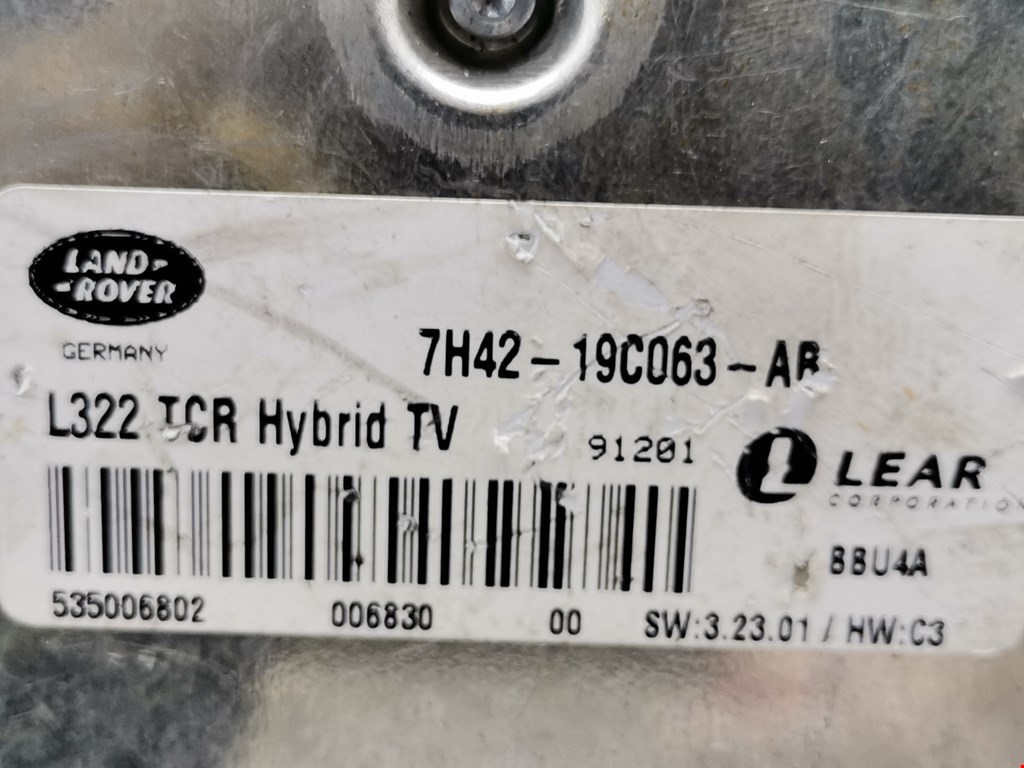 LAND-
-ROVER
GERMANY
7H42-19C063-AB
L322 TCR Hybrid TV
91201
LEAR
CORPORATION
BBU4A
535006802 006830 00 SW:3.23.01 / HW:C3